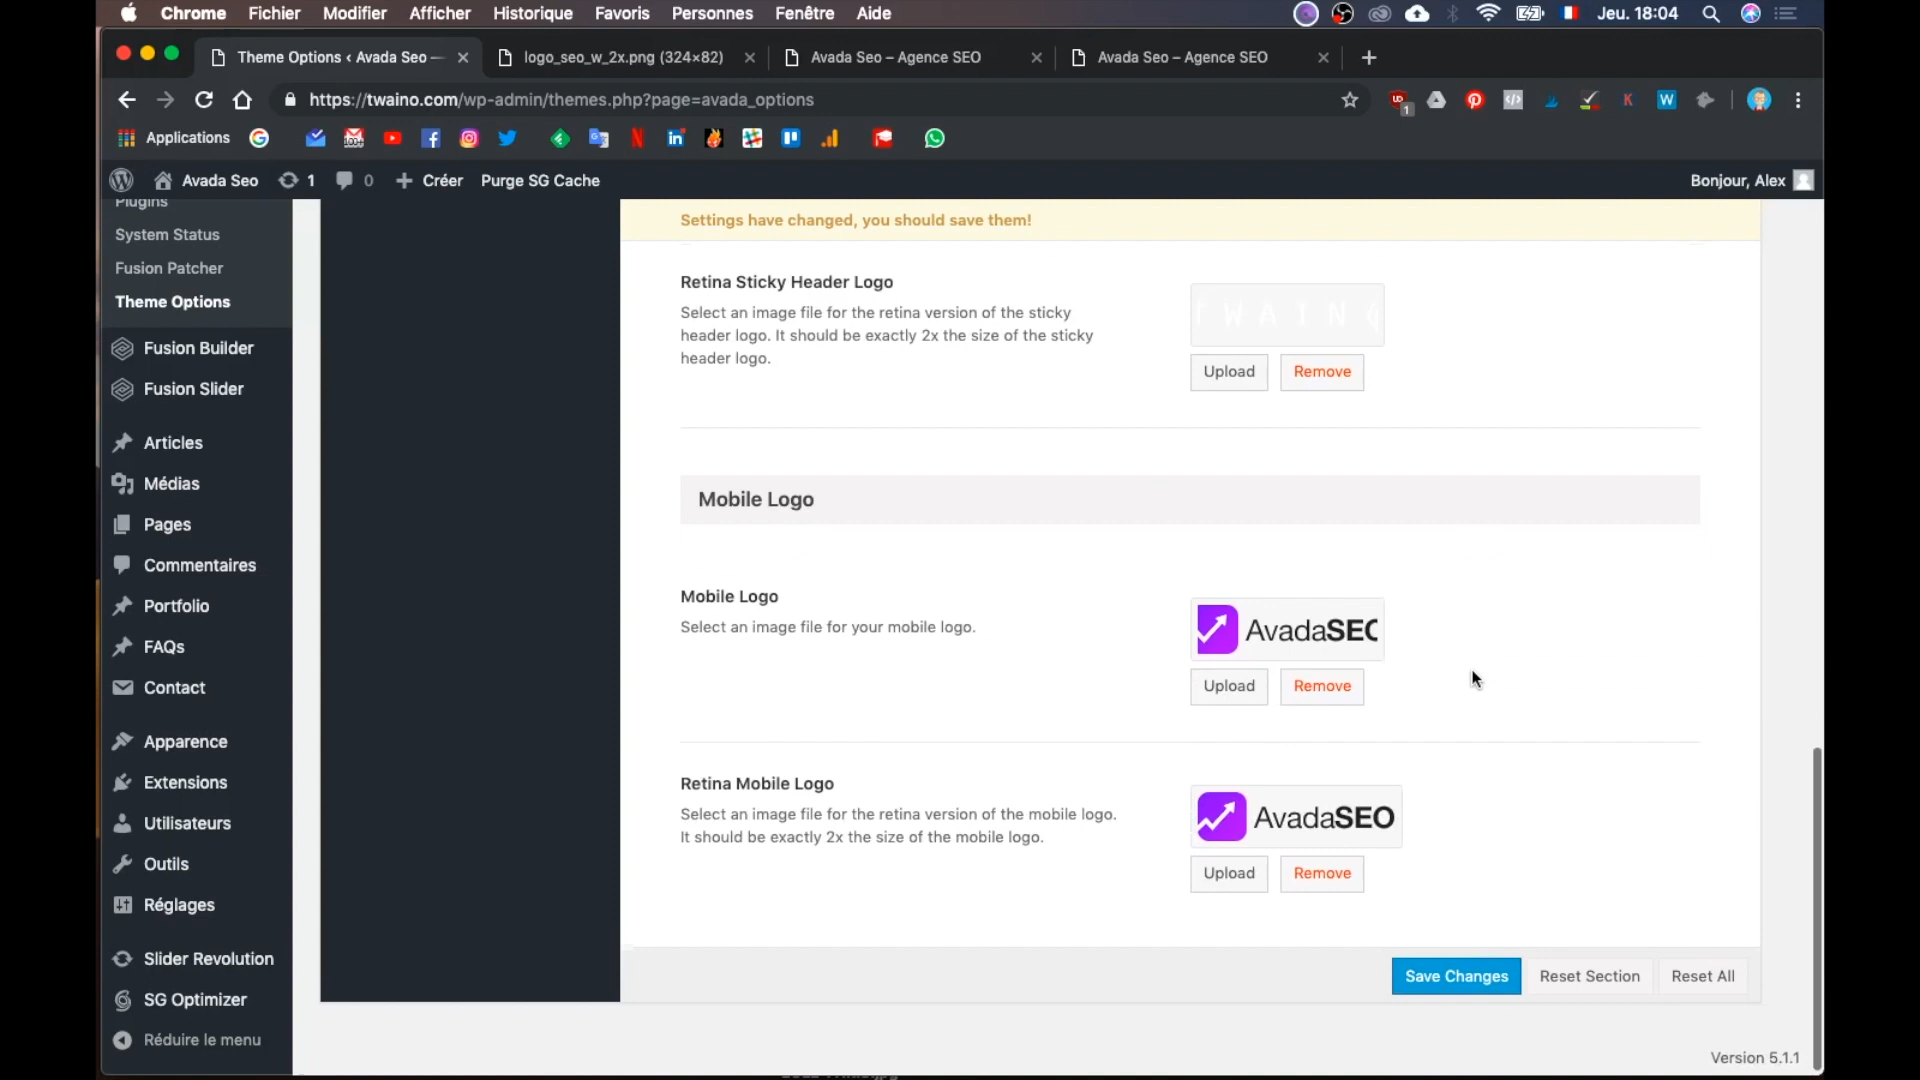 Chrome Fichier Modifier Afficher Historique Favoris Personnes Fenêtre Aide Jeu. 18:04
Theme Options ‹ Avada Seo — logo_seo_w_2x.png (324×82) Avada Seo – Agence SEO Avada Seo – Agence SEO
https://twaino.com/wp-admin/themes.php?page=avada_options
Applications
Avada Seo 1 0 Créer Purge SG Cache Bonjour, Alex
Plugins
System Status
Fusion Patcher
Theme Options
Fusion Builder
Fusion Slider
Articles
Médias
Pages
Commentaires
Portfolio
FAQs
Contact
Apparence
Extensions
Utilisateurs
Outils
Réglages
Slider Revolution
SG Optimizer
Réduire le menu
Settings have changed, you should save them!
Retina Sticky Header Logo
Select an image file for the retina version of the sticky
header logo. It should be exactly 2x the size of the sticky
header logo.
TWAINO
Upload Remove
Mobile Logo
Mobile Logo
Select an image file for your mobile logo.
AvadaSEO
Upload Remove
Retina Mobile Logo
Select an image file for the retina version of the mobile logo.
It should be exactly 2x the size of the mobile logo.
AvadaSEO
Upload Remove
Save Changes Reset Section Reset All
Version 5.1.1